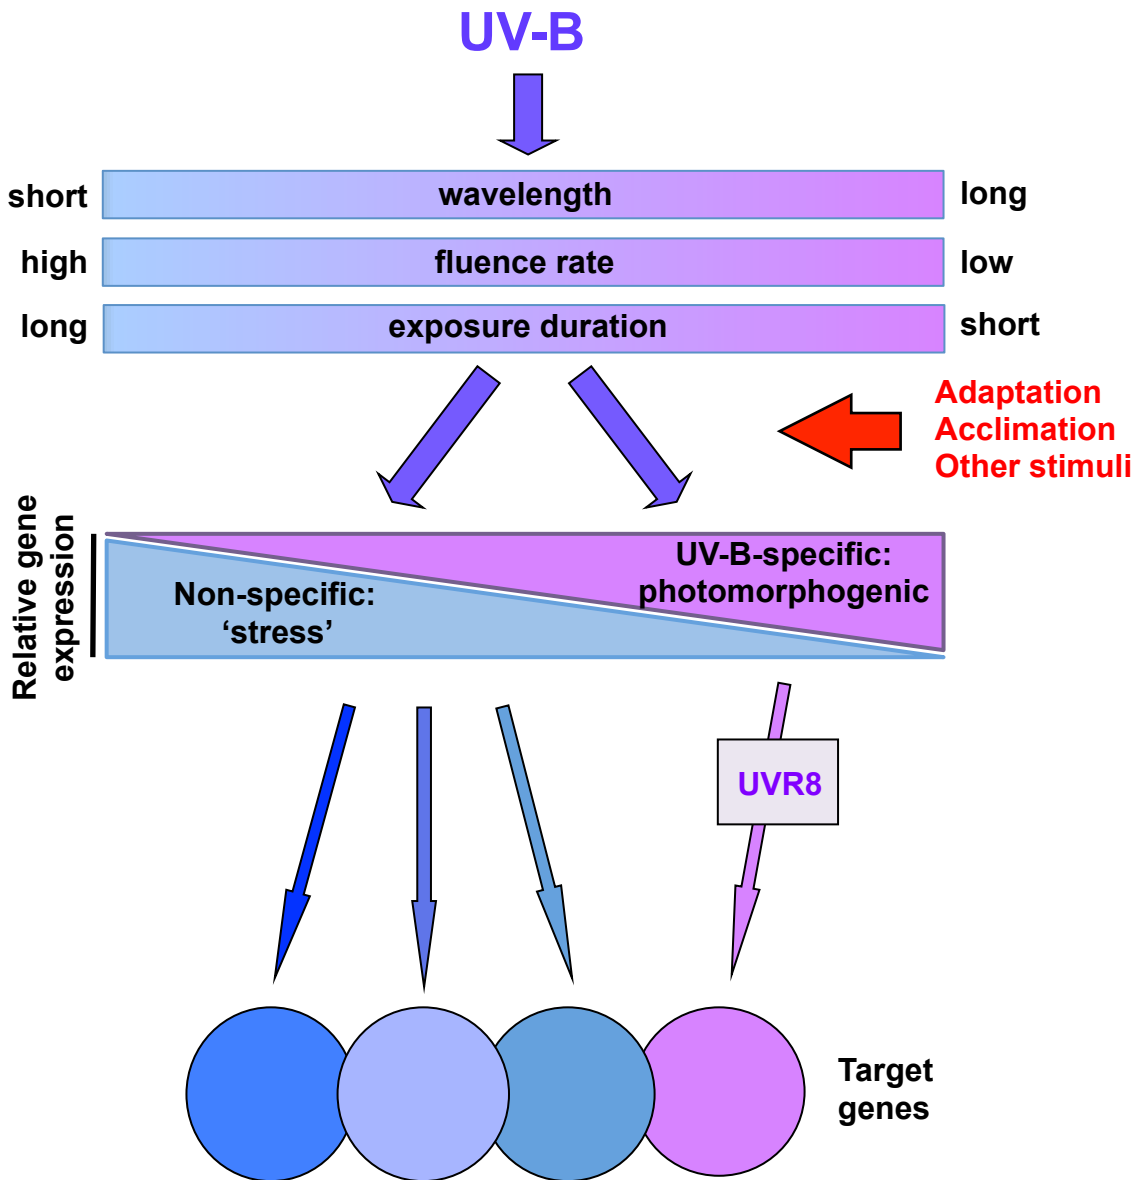 UV-B
short
wavelength
long
high
fluence rate
low
long
exposure duration
short
Adaptation
Acclimation
Other stimuli
Relative gene
expression
Non-specific:
‘stress’
UV-B-specific:
photomorphogenic
UVR8
Target
genes